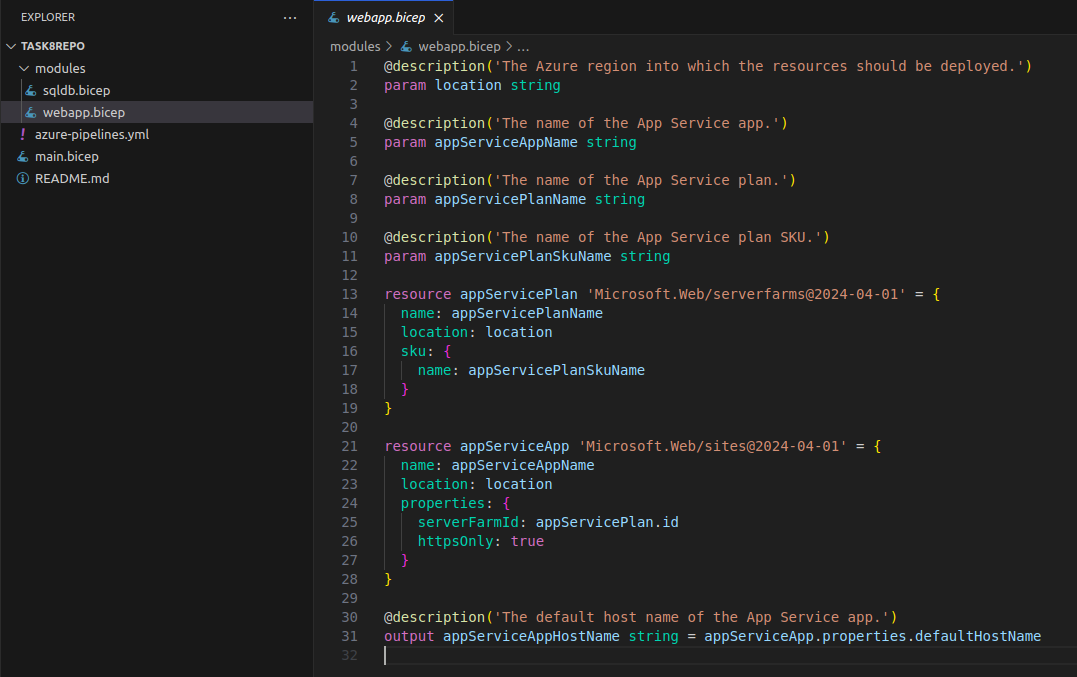 EXPLORER
TASK8REPO
modules
sqldb.bicep
webapp.bicep
! azure-pipelines.yml
main.bicep
README.md
webapp.bicep
modules > webapp.bicep > ...
1 @description('The Azure region into which the resources should be deployed.')
2 param location string
3
4 @description('The name of the App Service app.')
5 param appServiceAppName string
6
7 @description('The name of the App Service plan.')
8 param appServicePlanName string
9
10 @description('The name of the App Service plan SKU.')
11 param appServicePlanSkuName string
12
13 resource appServicePlan 'Microsoft.Web/serverfarms@2024-04-01' = {
14   name: appServicePlanName
15   location: location
16   sku: {
17     name: appServicePlanSkuName
18   }
19 }
20
21 resource appServiceApp 'Microsoft.Web/sites@2024-04-01' = {
22   name: appServiceAppName
23   location: location
24   properties: {
25     serverFarmId: appServicePlan.id
26     httpsOnly: true
27   }
28 }
29
30 @description('The default host name of the App Service app.')
31 output appServiceAppHostName string = appServiceApp.properties.defaultHostName
32